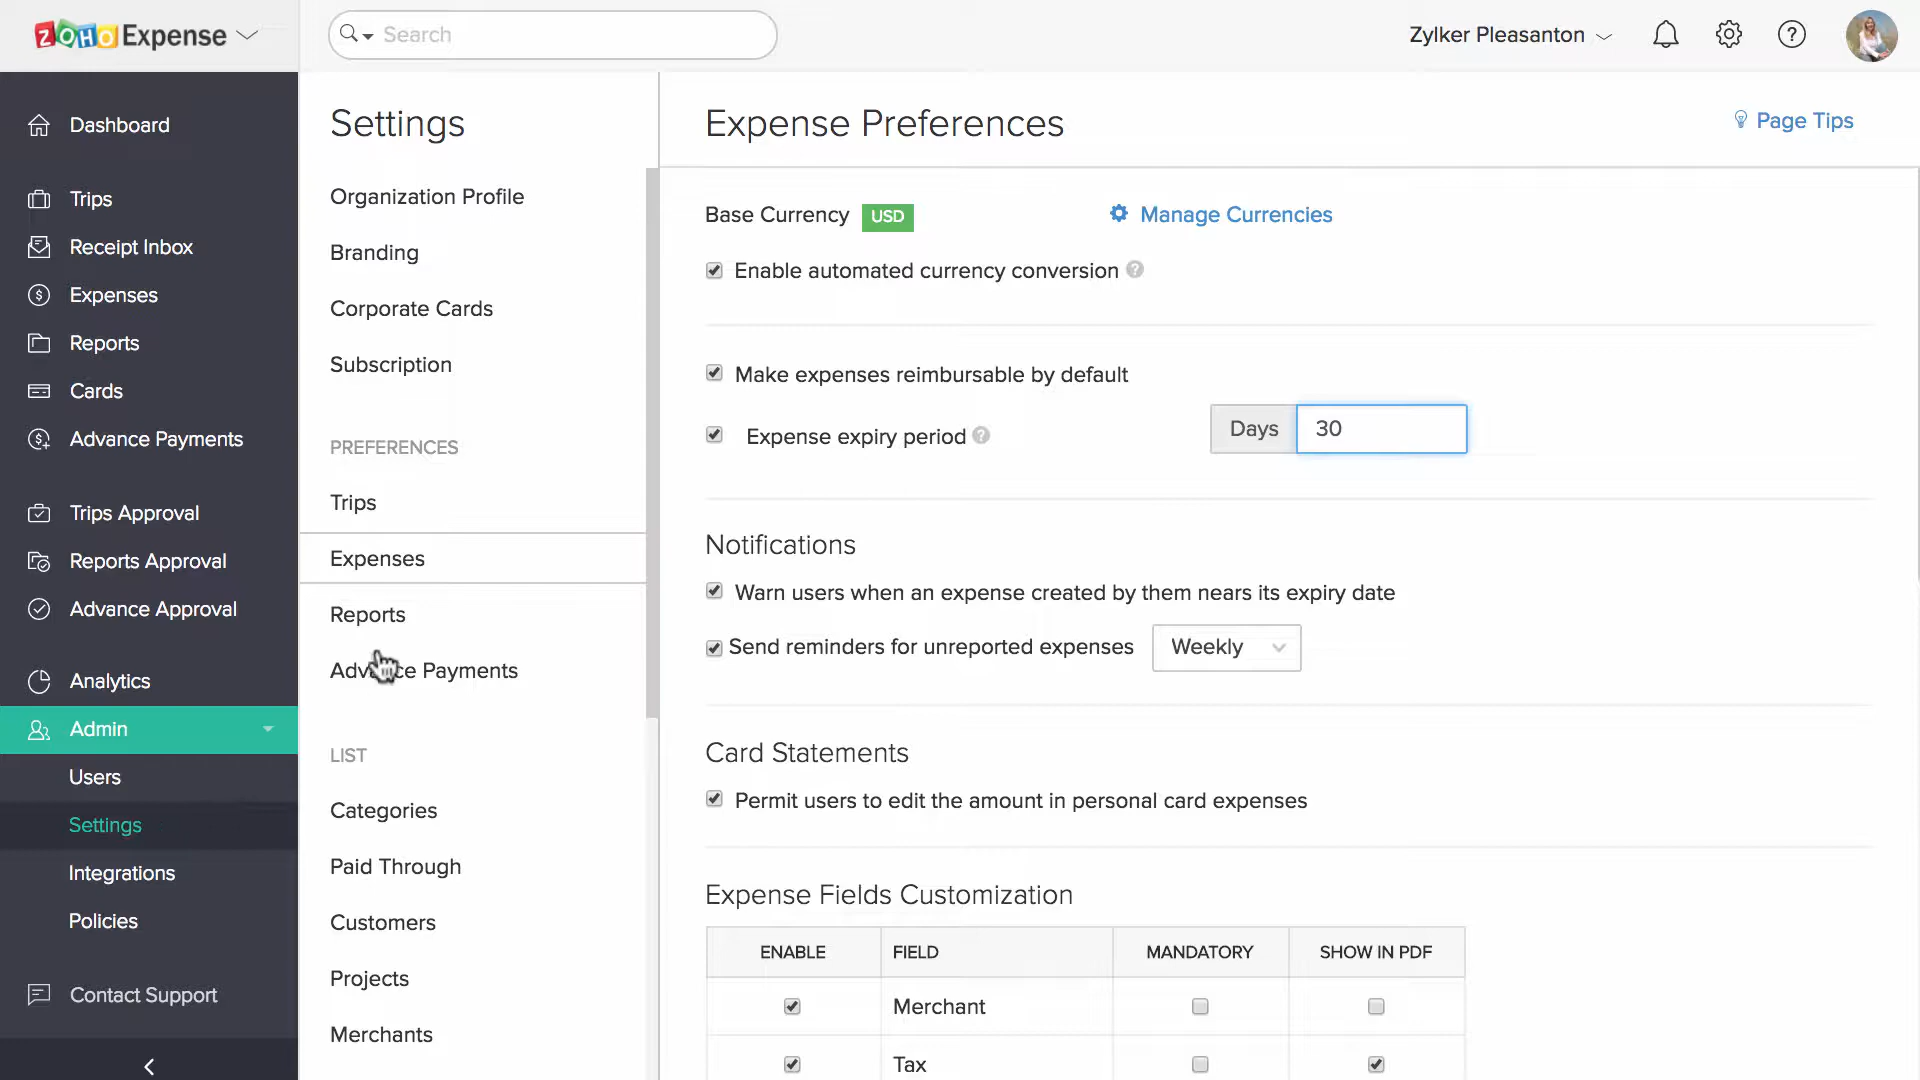 ZOHO Expense
Search
Zylker Pleasanton
Dashboard
Trips
Receipt Inbox
Expenses
Reports
Cards
Advance Payments
Trips Approval
Reports Approval
Advance Approval
Analytics
Admin
Users
Settings
Integrations
Policies
Contact Support
Settings
Organization Profile
Branding
Corporate Cards
Subscription
PREFERENCES
Trips
Expenses
Reports
Advance Payments
LIST
Categories
Paid Through
Customers
Projects
Merchants
Expense Preferences
Page Tips
Base Currency USD
Manage Currencies
Enable automated currency conversion
Make expenses reimbursable by default
Expense expiry period
Days 30
Notifications
Warn users when an expense created by them nears its expiry date
Send reminders for unreported expenses Weekly
Card Statements
Permit users to edit the amount in personal card expenses
Expense Fields Customization
ENABLE FIELD MANDATORY SHOW IN PDF
Merchant
Tax